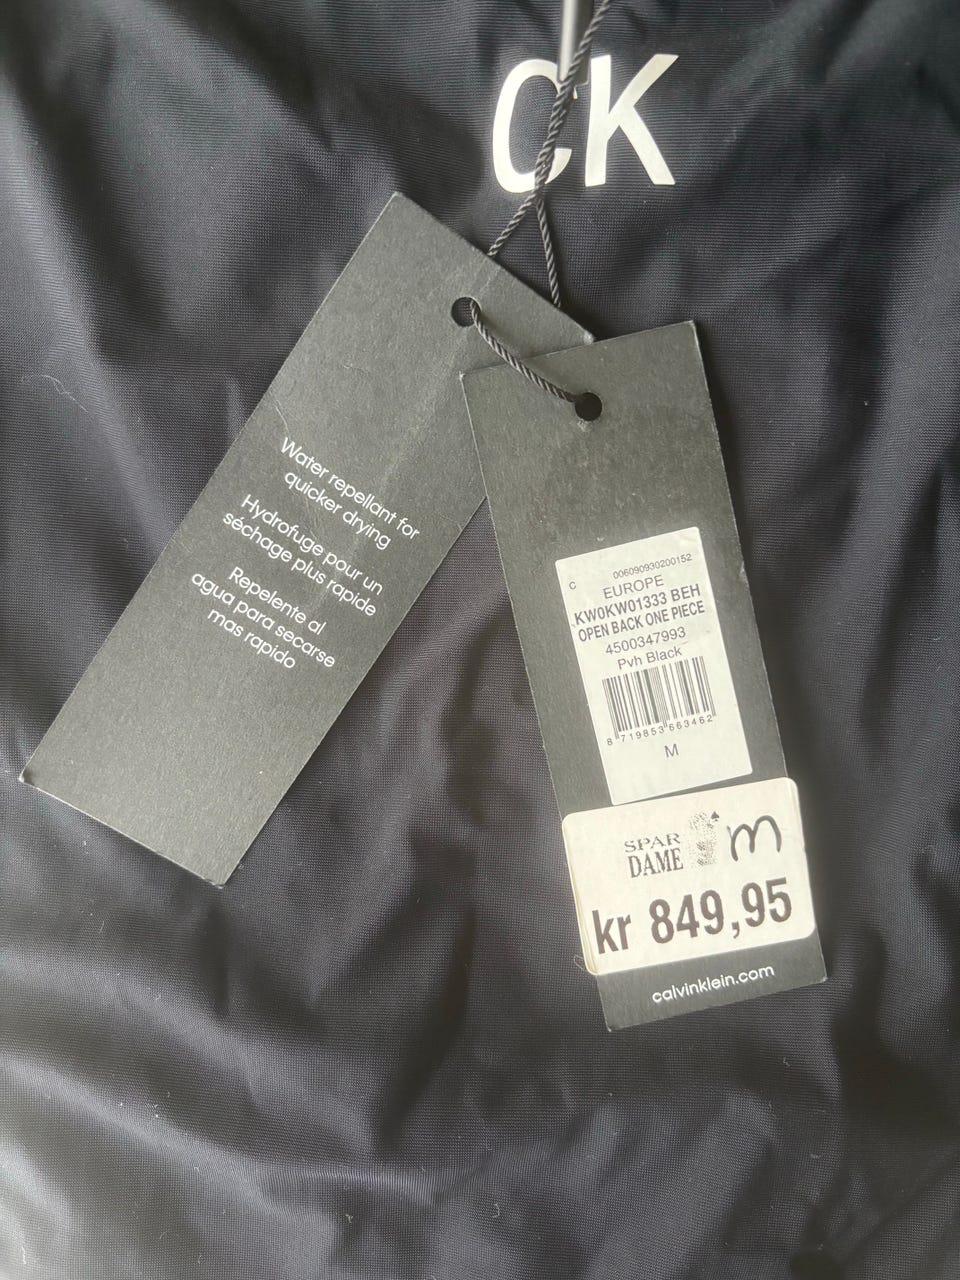 CK
Water repellant for
quicker drying
Hydrofuge pour un
séchage plus rapide
Repelente al
agua para secarse
mas rapido
C 006090930200152
EUROPE
KW0KW01333 BEH
OPEN BACK ONE PIECE
4500347993
Pvh Black
8 719853 663462
M
SPAR
DAME
m
kr 849,95
calvinklein.com